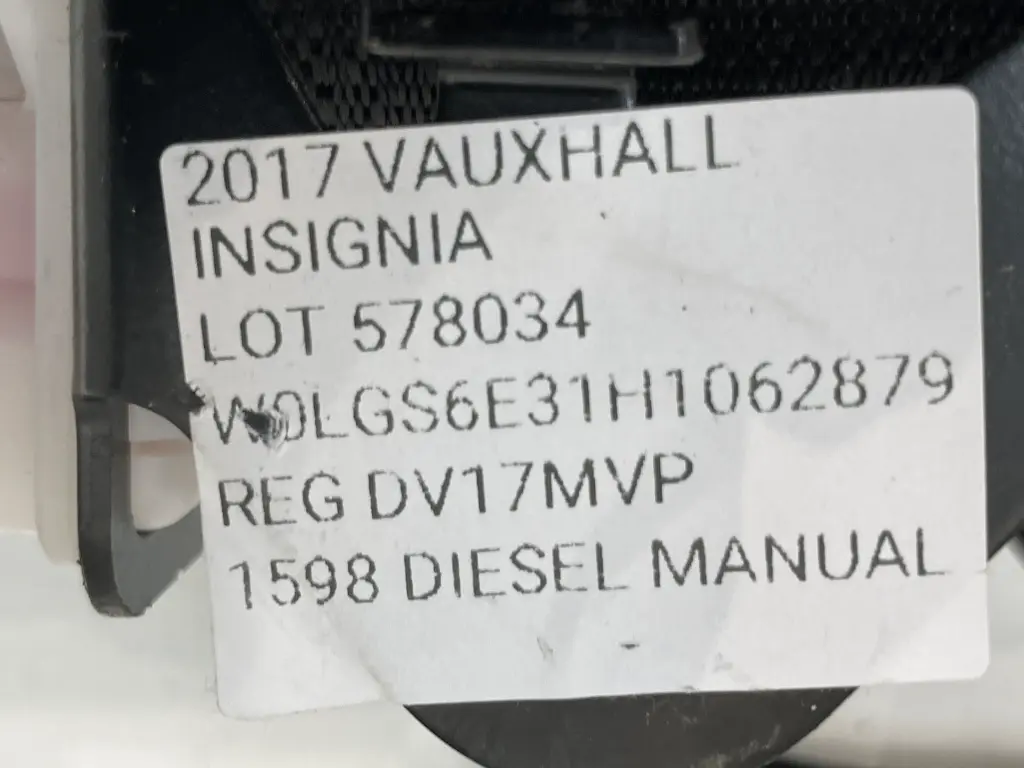 2017 VAUXHALL
INSIGNIA
LOT 578034
W0LGS6E31H1062879
REG DV17MVP
1598 DIESEL MANUAL